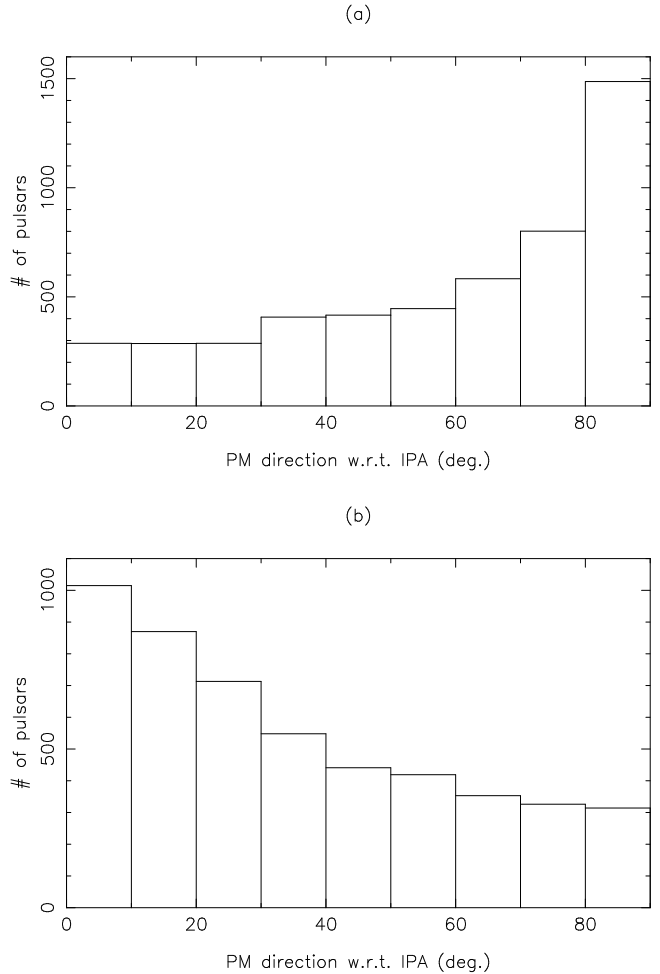 (a)
# of pulsars
0 500 1000 1500
0 20 40 60 80
PM direction w.r.t. IPA (deg.)
(b)
# of pulsars
0 500 1000
0 20 40 60 80
PM direction w.r.t. IPA (deg.)